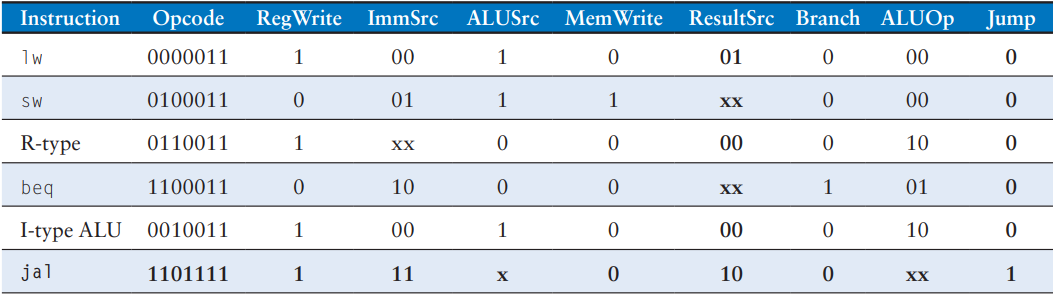 Instruction Opcode RegWrite ImmSrc ALUSrc MemWrite ResultSrc Branch ALUOp Jump
lw 0000011 1 00 1 0 01 0 00 0
sw 0100011 0 01 1 1 xx 0 00 0
R-type 0110011 1 xx 0 0 00 0 10 0
beq 1100011 0 10 0 0 xx 1 01 0
I-type ALU 0010011 1 00 1 0 00 0 10 0
jal 1101111 1 11 x 0 10 0 xx 1